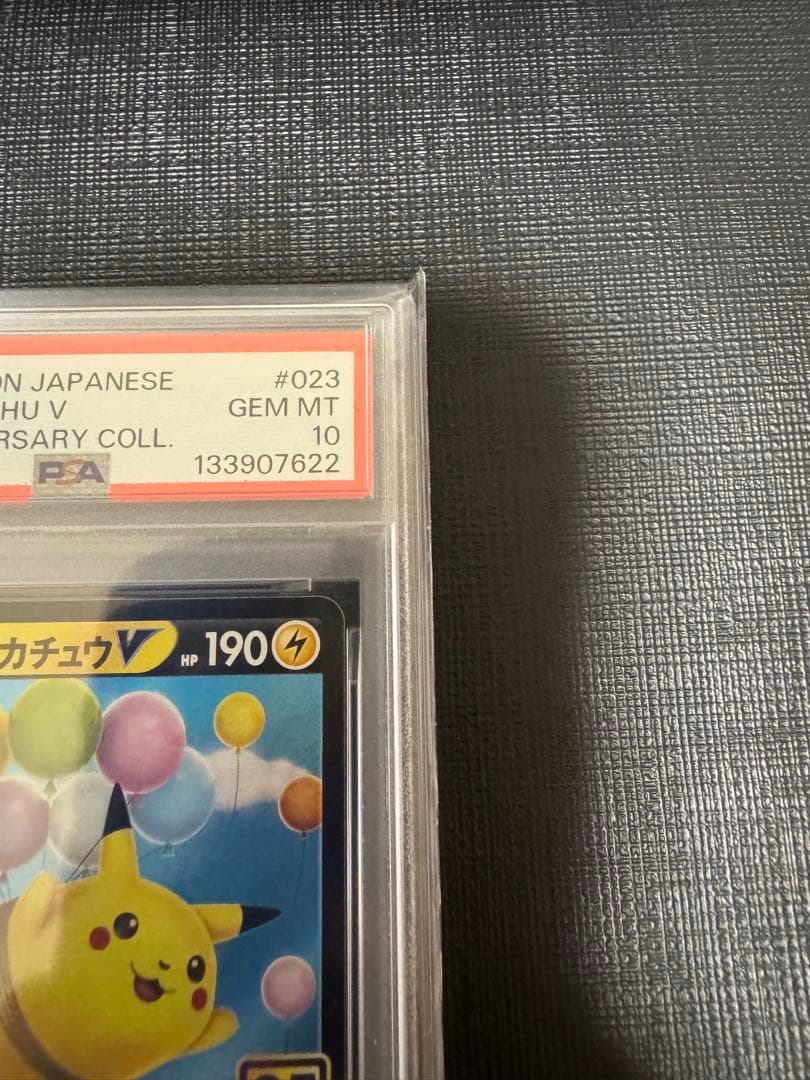 ON JAPANESE #023
HU V GEM MT
RSARY COLL. 10
PSA 133907622
カチュウV HP 190